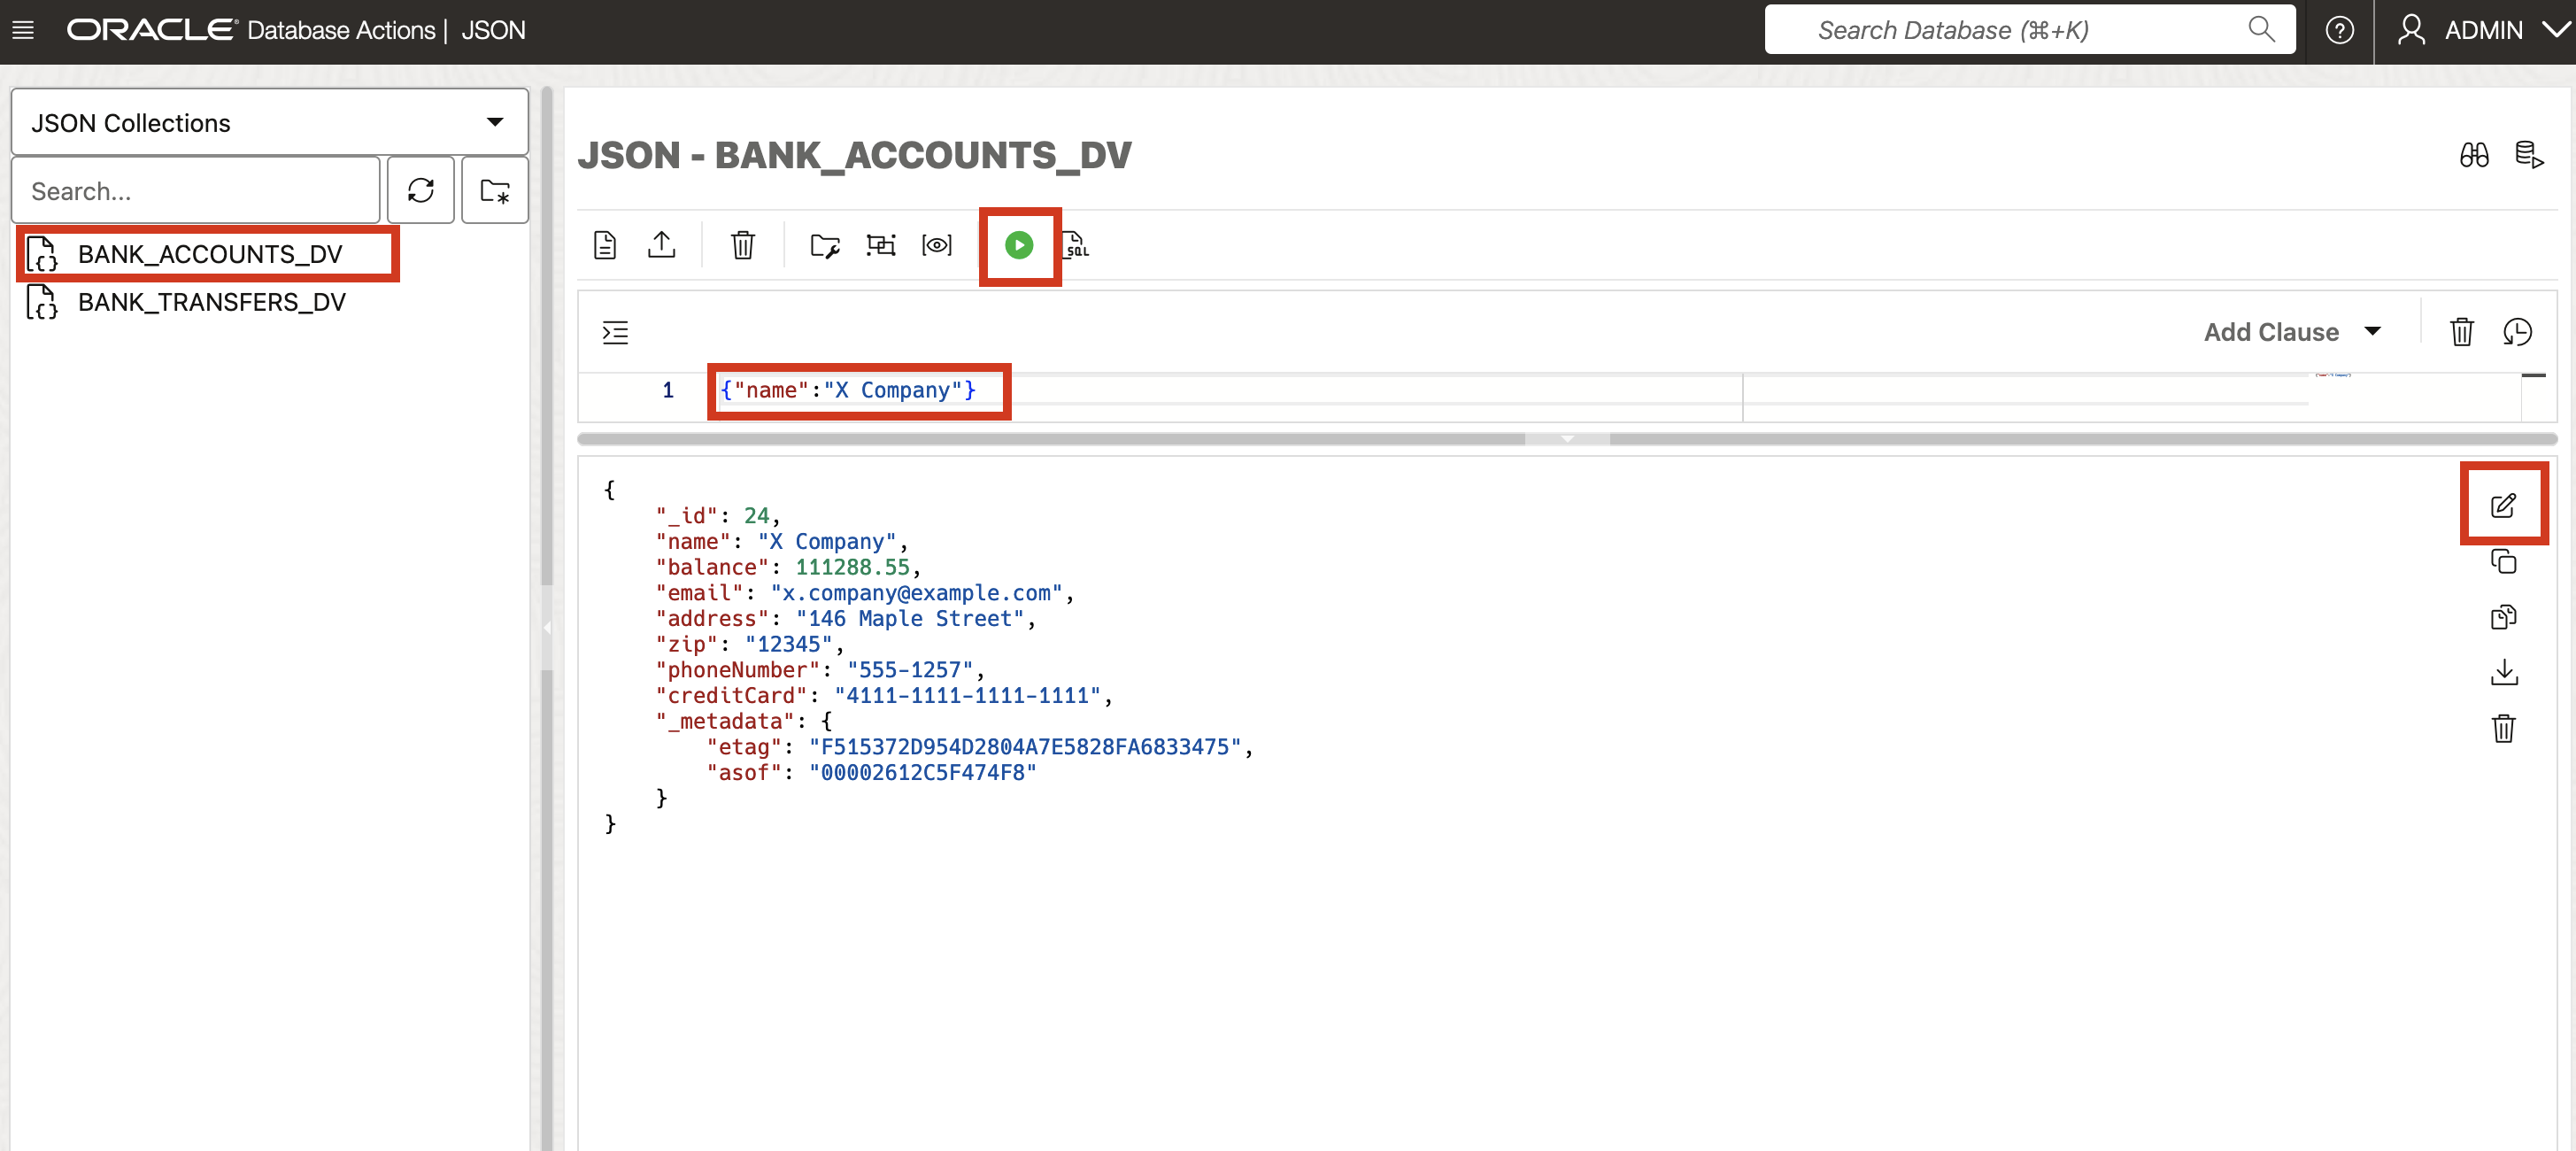 ORACLE Database Actions | JSON
Search Database (⌘+K)
ADMIN
JSON Collections
Search...
BANK_ACCOUNTS_DV
BANK_TRANSFERS_DV
JSON - BANK_ACCOUNTS_DV
SQL
Add Clause
1 {"name":"X Company"}
{
"_id": 24,
"name": "X Company",
"balance": 111288.55,
"email": "x.company@example.com",
"address": "146 Maple Street",
"zip": "12345",
"phoneNumber": "555-1257",
"creditCard": "4111-1111-1111-1111",
"_metadata": {
"etag": "F515372D954D2804A7E5828FA6833475",
"asof": "00002612C5F474F8"
}
}